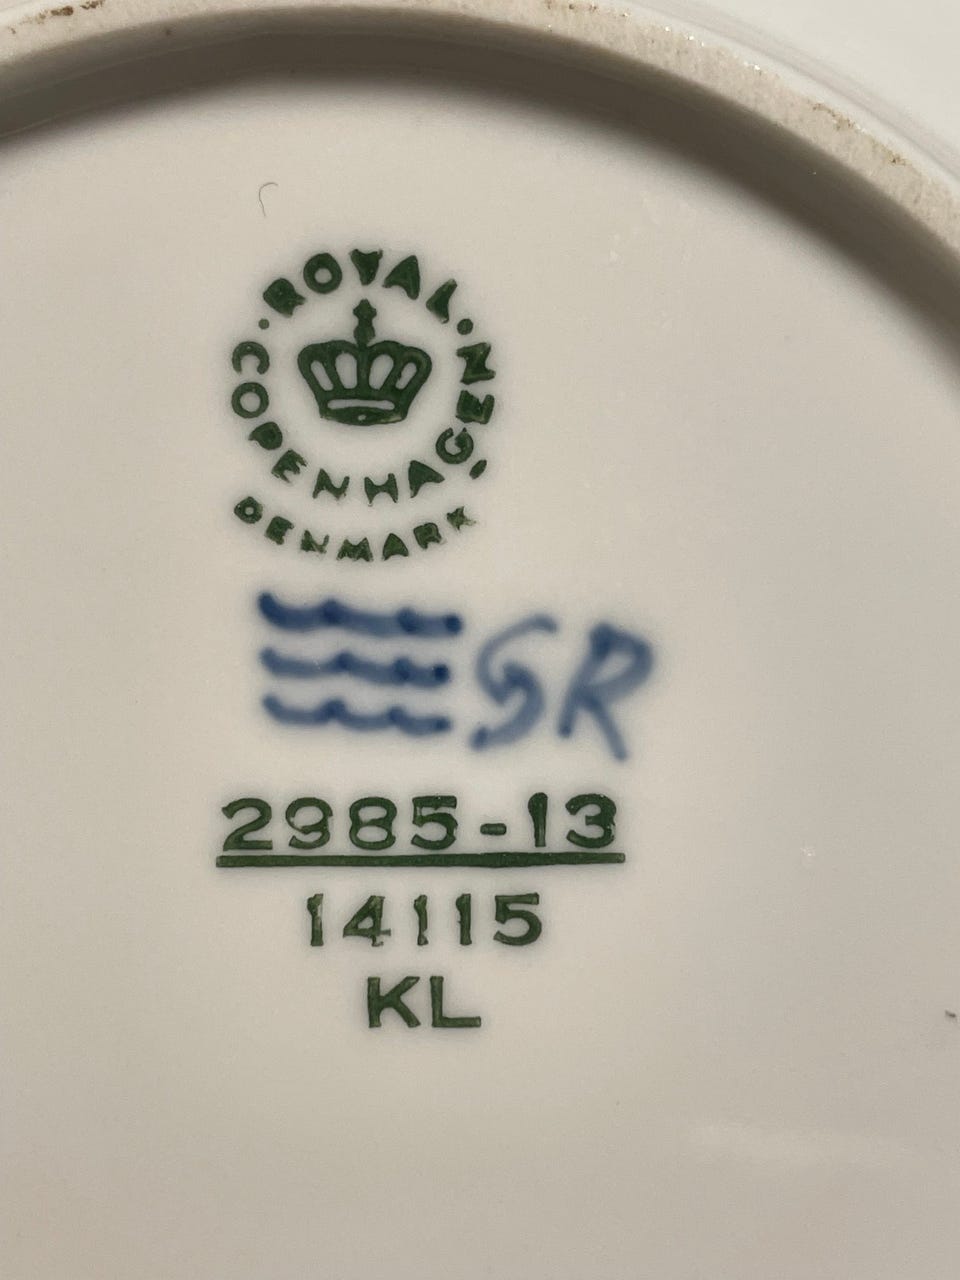 ROYAL
COPENHAGEN
DENMARK
SR
2985-13
14115
KL